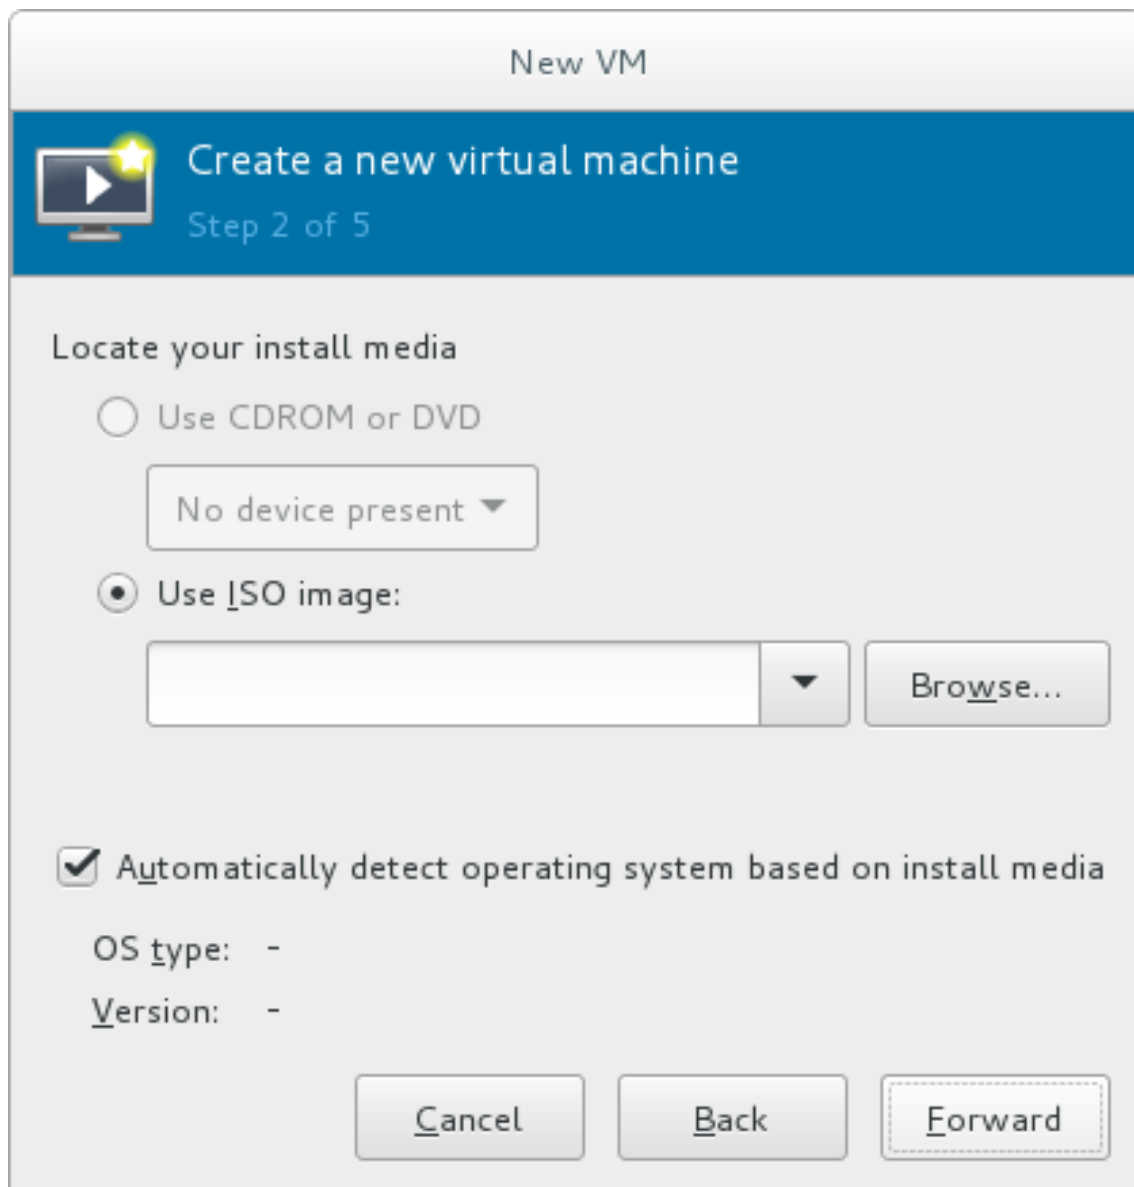 New VM
Create a new virtual machine
Step 2 of 5
Locate your install media
Use CDROM or DVD
No device present
Use ISO image:
Browse...
Automatically detect operating system based on install media
OS type: -
Version: -
Cancel Back Forward